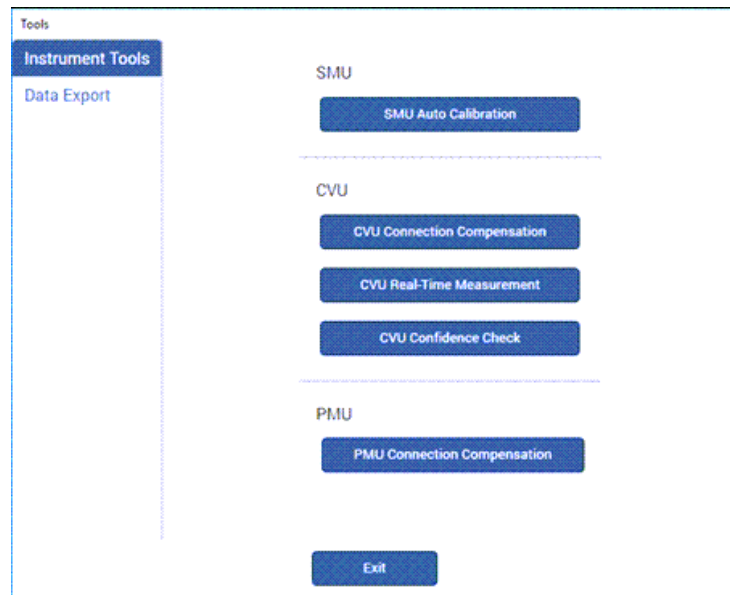 Tools
Instrument Tools
Data Export
SMU
SMU Auto Calibration
CVU
CVU Connection Compensation
CVU Real-Time Measurement
CVU Confidence Check
PMU
PMU Connection Compensation
Exit